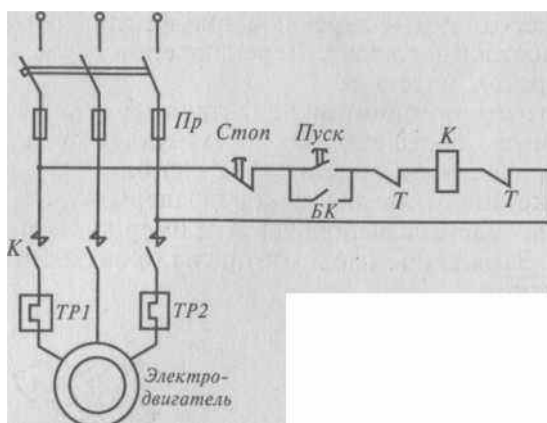 Пр
Стоп
Пуск
К
БК
Т
Т
К
ТР1
ТР2
Электро-
двигатель